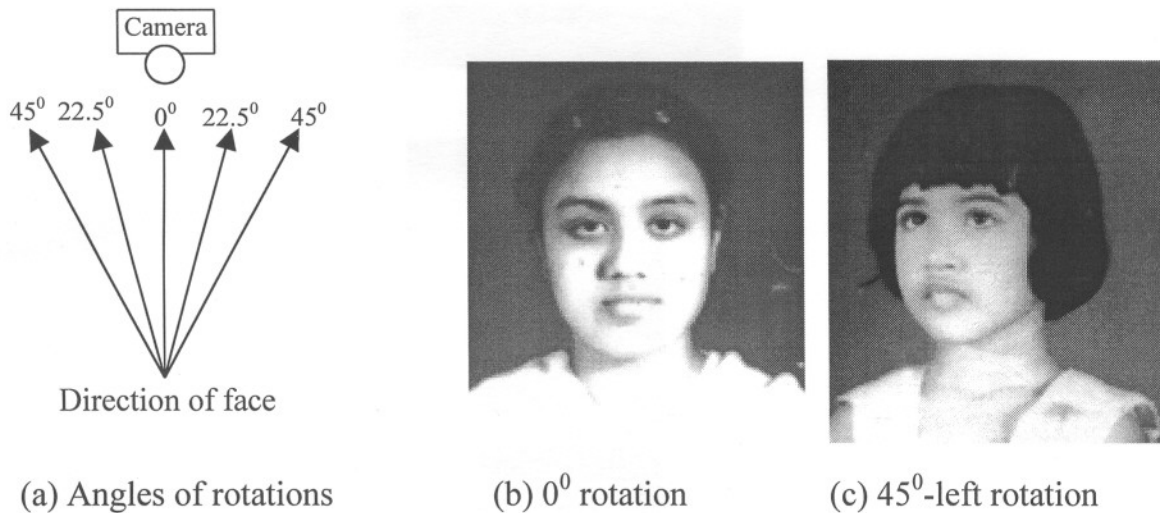 Camera
45⁰ 22.5⁰ 0⁰ 22.5⁰ 45⁰
Direction of face
(a) Angles of rotations
(b) 0⁰ rotation
(c) 45⁰-left rotation